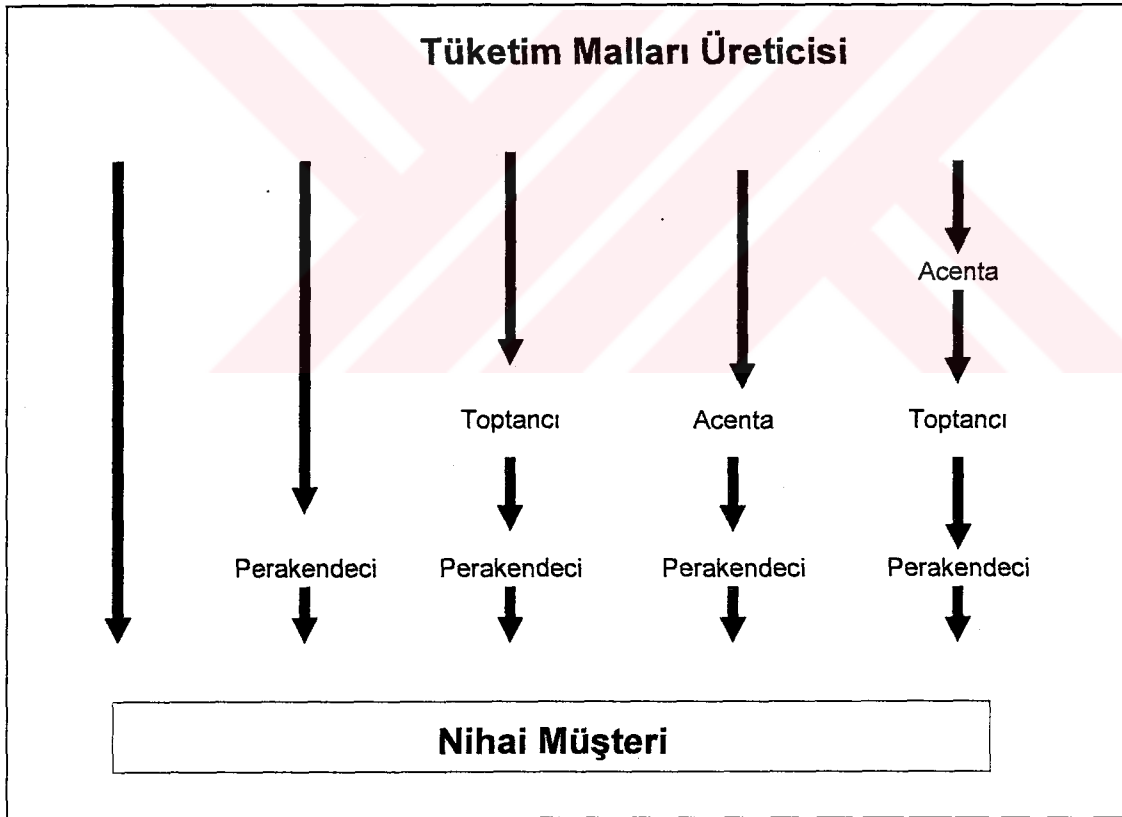 Tüketim Malları Üreticisi
Acenta
Toptancı Acenta Toptancı
Perakendeci Perakendeci Perakendeci Perakendeci
Nihai Müşteri